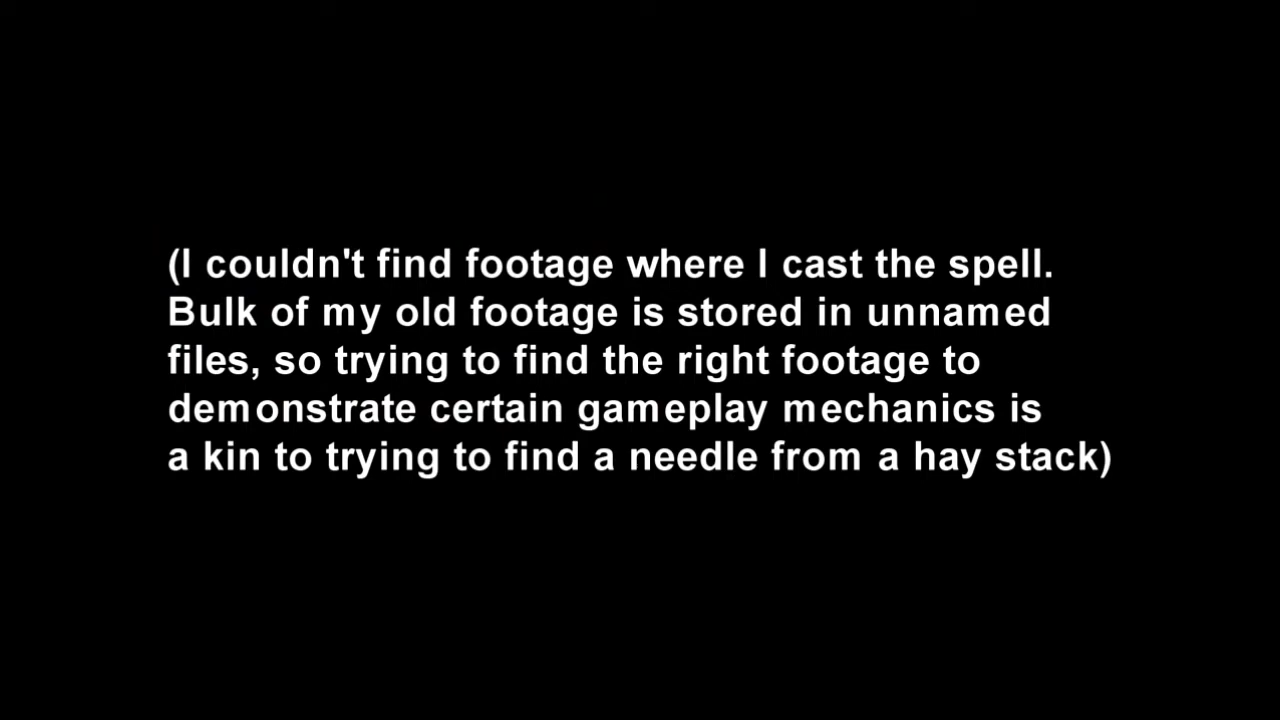 (I couldn't find footage where I cast the spell.
Bulk of my old footage is stored in unnamed
files, so trying to find the right footage to
demonstrate certain gameplay mechanics is
a kin to trying to find a needle from a hay stack)